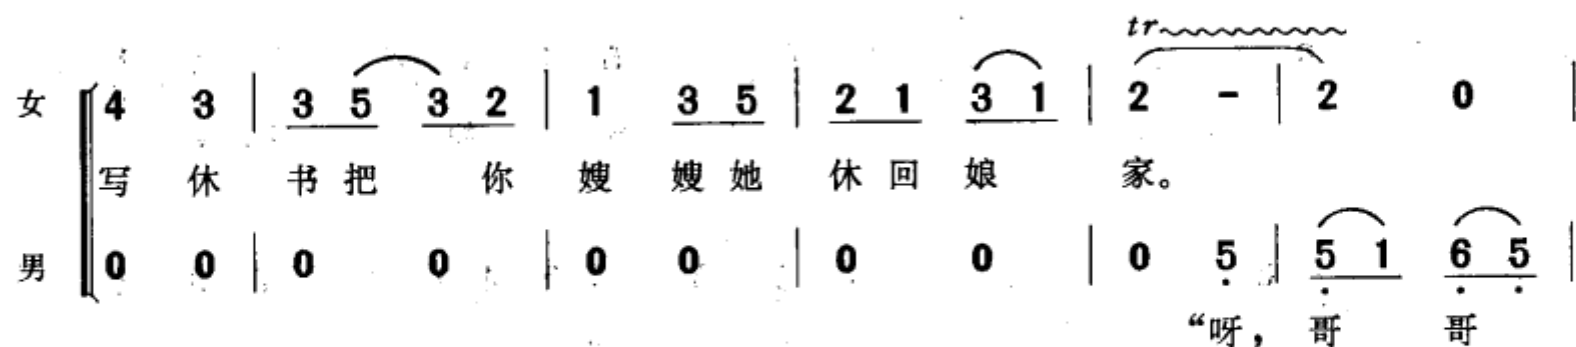 tr
女 4 3 | 3 5 3 2 | 1 3 5 | 2 1 3 1 | 2 - | 2 0 |
写 休 书 把 你 嫂 嫂 她 休 回 娘 家。
男 0 0 | 0 0 | 0 0 | 0 0 | 0 5 | 5 1 6 5 |
“呀， 哥 哥